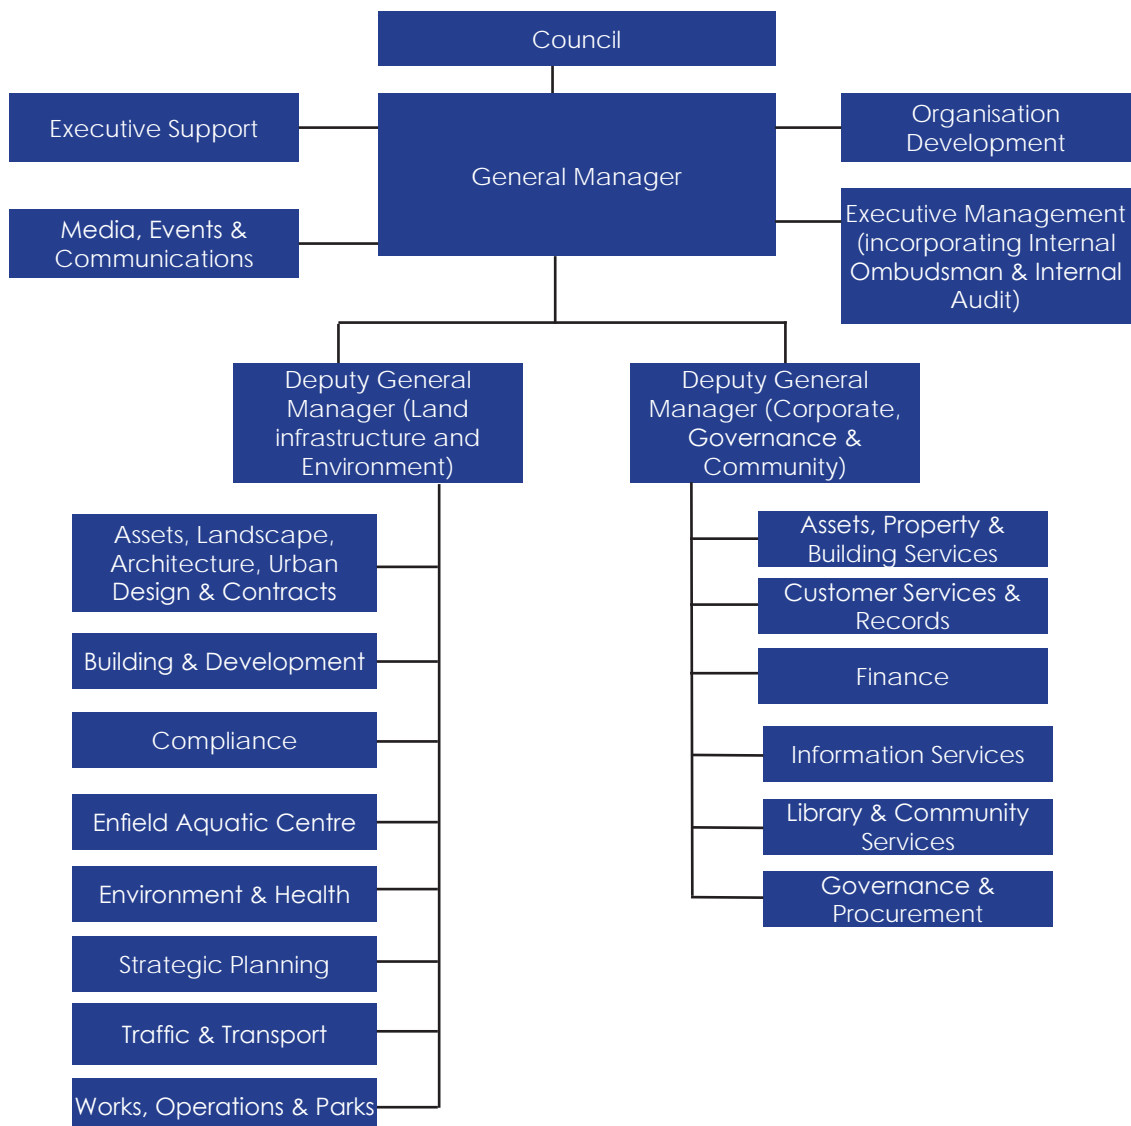 Council
Executive Support
General Manager
Organisation
Development
Media, Events &
Communications
Executive Management
(incorporating Internal
Ombudsman & Internal
Audit)
Deputy General
Manager (Land
infrastructure and
Environment)
Deputy General
Manager (Corporate,
Governance &
Community)
Assets, Landscape,
Architecture, Urban
Design & Contracts
Building & Development
Compliance
Enfield Aquatic Centre
Environment & Health
Strategic Planning
Traffic & Transport
Works, Operations & Parks
Assets, Property &
Building Services
Customer Services &
Records
Finance
Information Services
Library & Community
Services
Governance &
Procurement